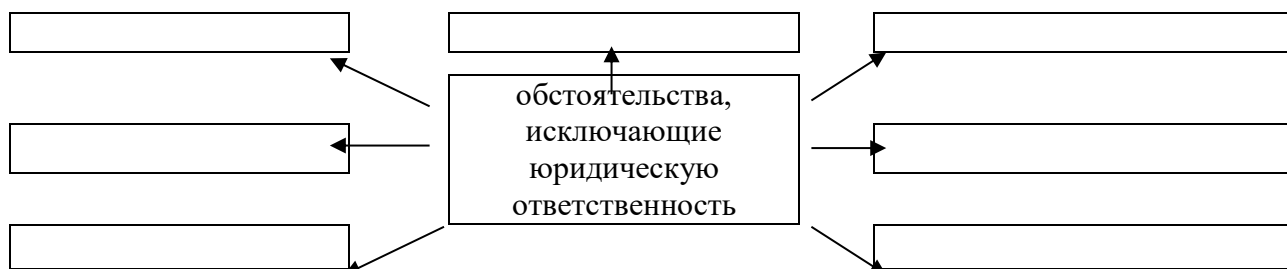 обстоятельства,
исключающие
юридическую
ответственность